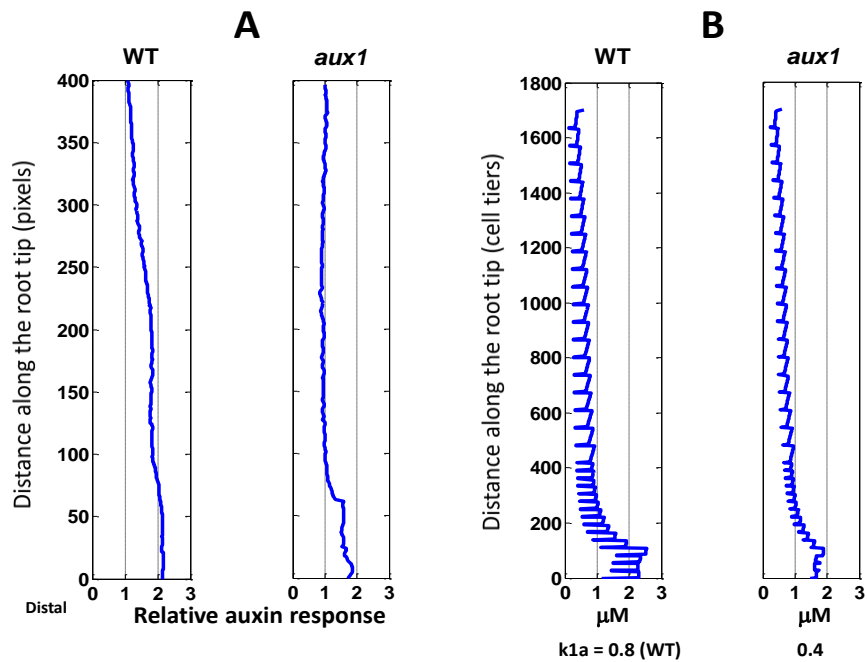 A
B
WT
aux1
WT
aux1
Distance along the root tip (pixels)
400
350
300
250
200
150
100
50
0
0 1 2 3
0 1 2 3
Distal
Relative auxin response
Distance along the root tip (cell tiers)
1800
1600
1400
1200
1000
800
600
400
200
0
0 1 2 3
0 1 2 3
μM
μM
k1a = 0.8 (WT)
0.4